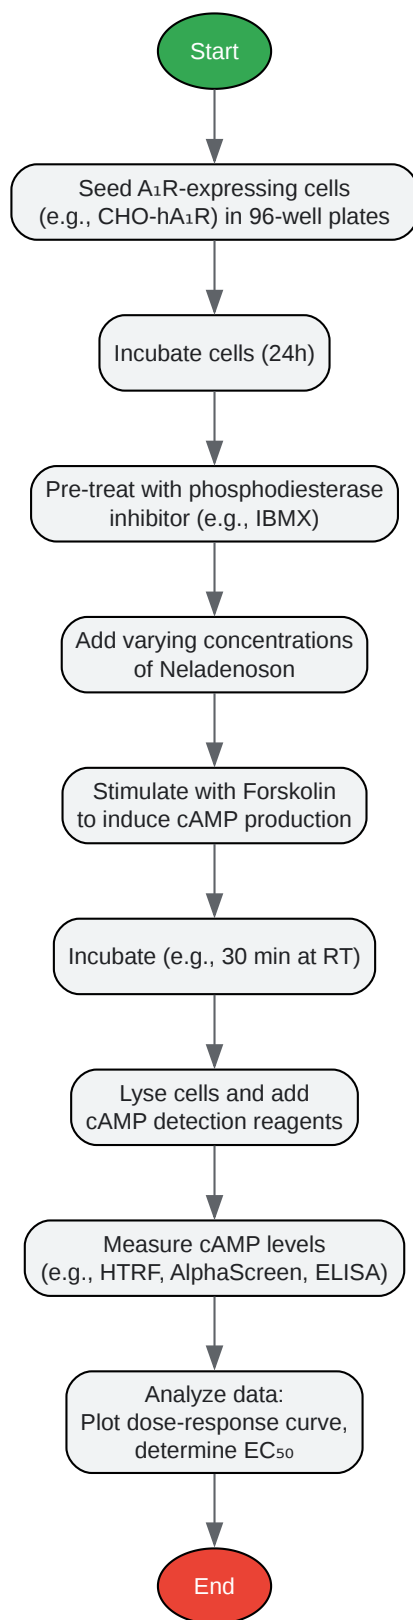 Start
Seed A₁R-expressing cells
(e.g., CHO-hA₁R) in 96-well plates
Incubate cells (24h)
Pre-treat with phosphodiesterase
inhibitor (e.g., IBMX)
Add varying concentrations
of Neladenoson
Stimulate with Forskolin
to induce cAMP production
Incubate (e.g., 30 min at RT)
Lyse cells and add
cAMP detection reagents
Measure cAMP levels
(e.g., HTRF, AlphaScreen, ELISA)
Analyze data:
Plot dose-response curve,
determine EC₅₀
End